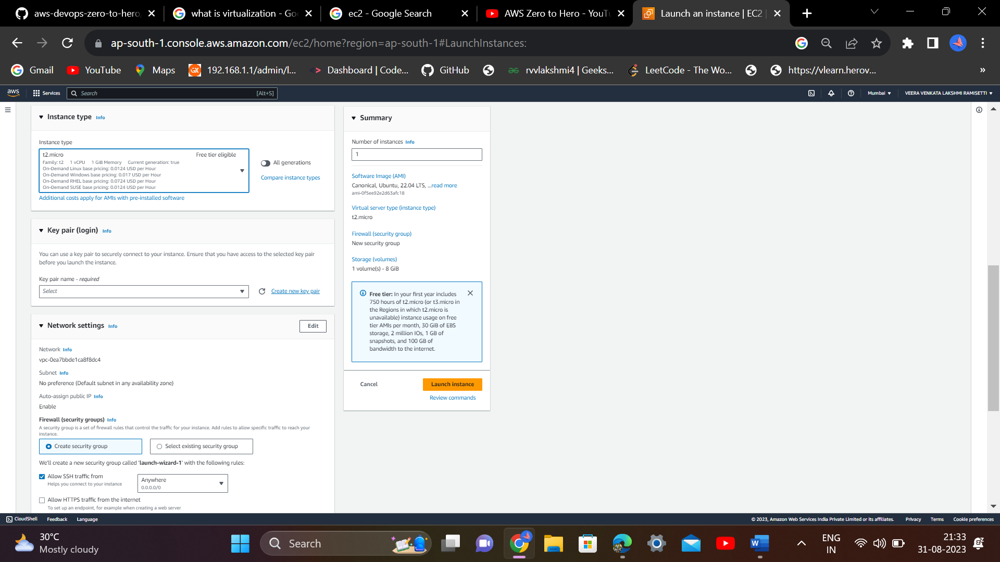 aws-devops-zero-to-hero,
what is virtualization - Goo
ec2 - Google Search
AWS Zero to Hero - YouTu
Launch an instance | EC2 |
ap-south-1.console.aws.amazon.com/ec2/home?region=ap-south-1#LaunchInstances:
Gmail
YouTube
Maps
192.168.1.1/admin/l...
Dashboard | Code...
GitHub
rvvlakshmi4 | Geeks...
LeetCode - The Wo...
https://vlearn.herov...
»
aws
Services
Search
[Alt+S]
Mumbai
VEERA VENKATA LAKSHMI RAMISETTI
Instance type Info
Instance type
t2.micro Free tier eligible
Family: t2 1 vCPU 1 GiB Memory Current generation: true
On-Demand Linux base pricing: 0.0124 USD per Hour
On-Demand Windows base pricing: 0.017 USD per Hour
On-Demand RHEL base pricing: 0.0724 USD per Hour
On-Demand SUSE base pricing: 0.0124 USD per Hour
All generations
Compare instance types
Additional costs apply for AMIs with pre-installed software
Key pair (login) Info
You can use a key pair to securely connect to your instance. Ensure that you have access to the selected key pair
before you launch the instance.
Key pair name - required
Select
Create new key pair
Network settings Info
Edit
Network Info
vpc-0ea7bbde1ca8f8dc4
Subnet Info
No preference (Default subnet in any availability zone)
Auto-assign public IP Info
Enable
Firewall (security groups) Info
A security group is a set of firewall rules that control the traffic for your instance. Add rules to allow specific traffic to reach your
instance.
Create security group
Select existing security group
We'll create a new security group called 'launch-wizard-1' with the following rules:
Allow SSH traffic from
Helps you connect to your instance
Anywhere
0.0.0.0/0
Allow HTTPS traffic from the internet
To set up an endpoint, for example when creating a web server
Summary
Number of instances Info
1
Software Image (AMI)
Canonical, Ubuntu, 22.04 LTS, ...read more
ami-0f5ee92e2d63afc18
Virtual server type (instance type)
t2.micro
Firewall (security group)
New security group
Storage (volumes)
1 volume(s) - 8 GiB
Free tier: In your first year includes
750 hours of t2.micro (or t3.micro in
the Regions in which t2.micro is
unavailable) instance usage on free
tier AMIs per month, 30 GiB of EBS
storage, 2 million IOs, 1 GB of
snapshots, and 100 GB of
bandwidth to the internet.
Cancel
Launch instance
Review commands
CloudShell
Feedback
Language
© 2023, Amazon Web Services India Private Limited or its affiliates.
Privacy
Terms
Cookie preferences
30°C
Mostly cloudy
Search
ENG
IN
21:33
31-08-2023